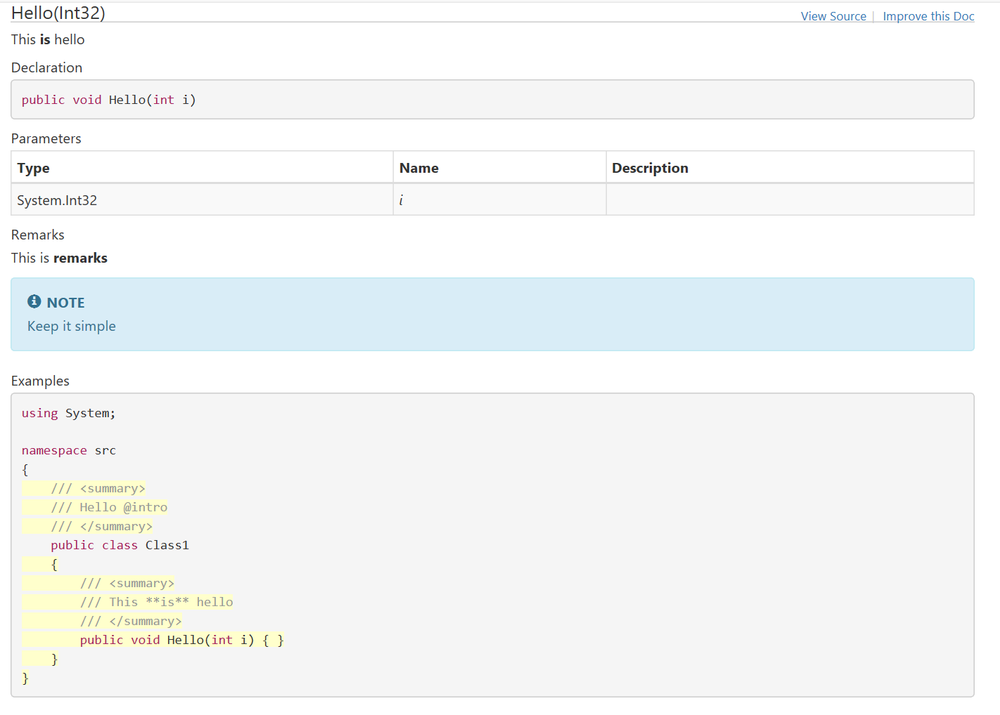 Hello(Int32)
View Source | Improve this Doc
This is hello
Declaration
public void Hello(int i)
Parameters
Type Name Description
System.Int32 i
Remarks
This is remarks
NOTE
Keep it simple
Examples
using System;
namespace src
{
    /// <summary>
    /// Hello @intro
    /// </summary>
    public class Class1
    {
        /// <summary>
        /// This **is** hello
        /// </summary>
        public void Hello(int i) { }
    }
}